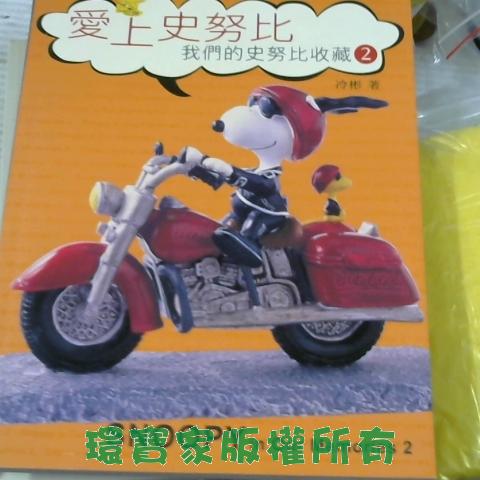 愛上史努比
我們的史努比收藏2
冷彬 著
環寶家版權所有
2